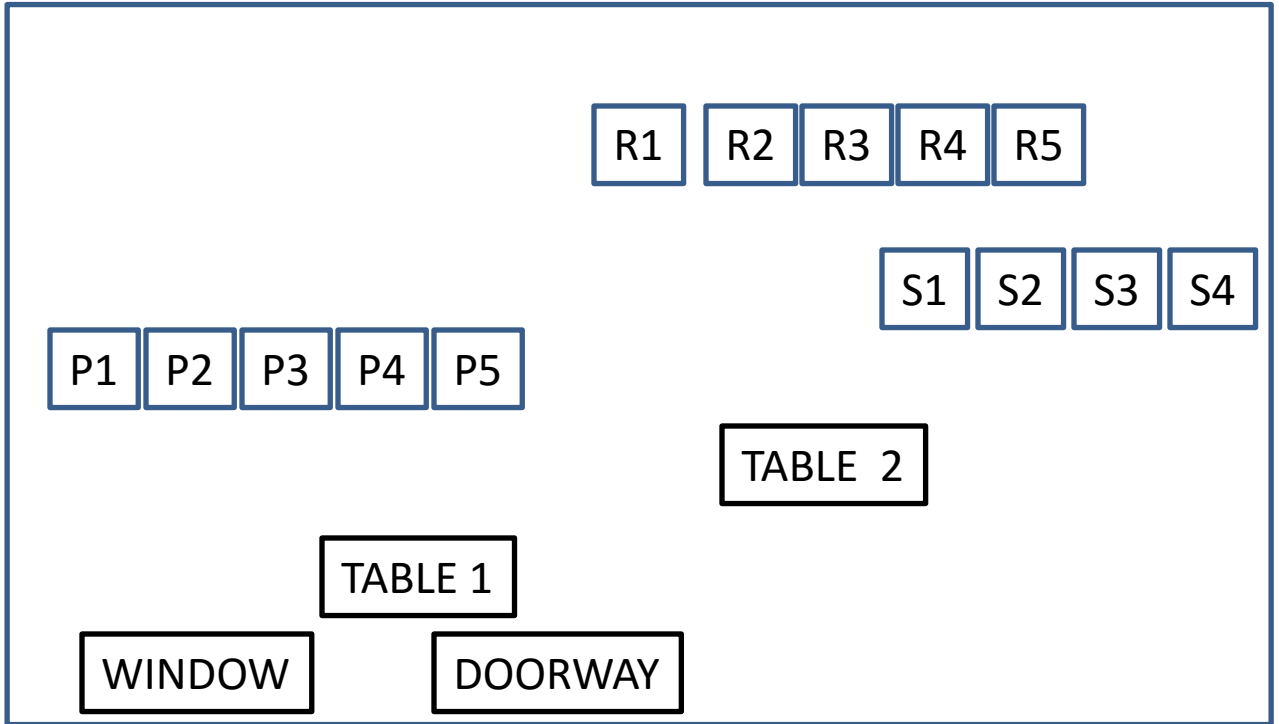 R1 R2 R3 R4 R5
S1 S2 S3 S4
P1 P2 P3 P4 P5
TABLE 2
TABLE 1
WINDOW DOORWAY